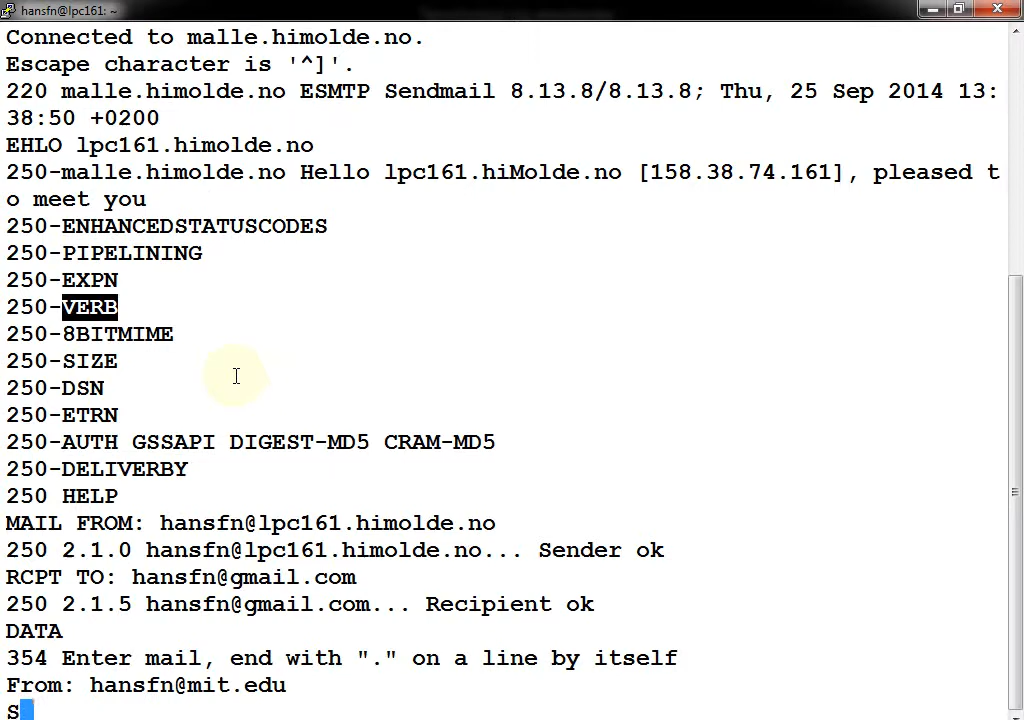 hansfn@lpc161: ~
Connected to malle.himolde.no.
Escape character is '^]'.
220 malle.himolde.no ESMTP Sendmail 8.13.8/8.13.8; Thu, 25 Sep 2014 13:
38:50 +0200
EHLO lpc161.himolde.no
250-malle.himolde.no Hello lpc161.hiMolde.no [158.38.74.161], pleased t
o meet you
250-ENHANCEDSTATUSCODES
250-PIPELINING
250-EXPN
250-VERB
250-8BITMIME
250-SIZE
250-DSN
250-ETRN
250-AUTH GSSAPI DIGEST-MD5 CRAM-MD5
250-DELIVERBY
250 HELP
MAIL FROM: hansfn@lpc161.himolde.no
250 2.1.0 hansfn@lpc161.himolde.no... Sender ok
RCPT TO: hansfn@gmail.com
250 2.1.5 hansfn@gmail.com... Recipient ok
DATA
354 Enter mail, end with "." on a line by itself
From: hansfn@mit.edu
S